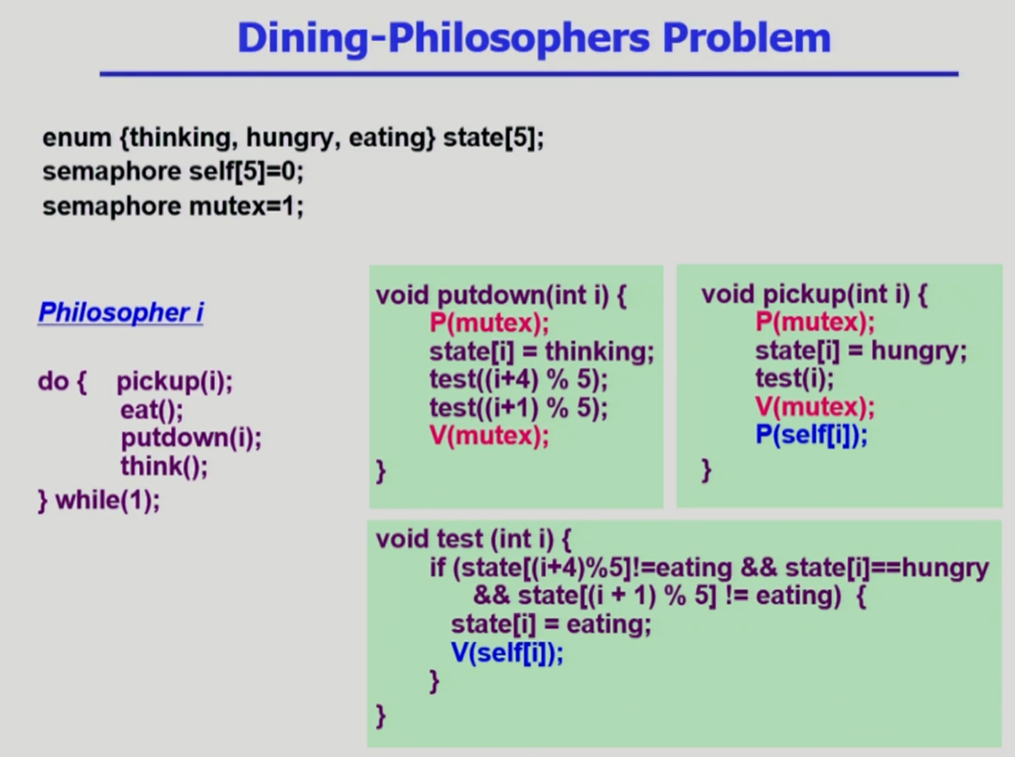 Dining-Philosophers Problem
enum {thinking, hungry, eating} state[5];
semaphore self[5]=0;
semaphore mutex=1;
Philosopher i
do { pickup(i);
eat();
putdown(i);
think();
} while(1);
void putdown(int i) {
P(mutex);
state[i] = thinking;
test((i+4) % 5);
test((i+1) % 5);
V(mutex);
}
void pickup(int i) {
P(mutex);
state[i] = hungry;
test(i);
V(mutex);
P(self[i]);
}
void test (int i) {
if (state[(i+4)%5]!=eating && state[i]==hungry
&& state[(i + 1) % 5] != eating) {
state[i] = eating;
V(self[i]);
}
}